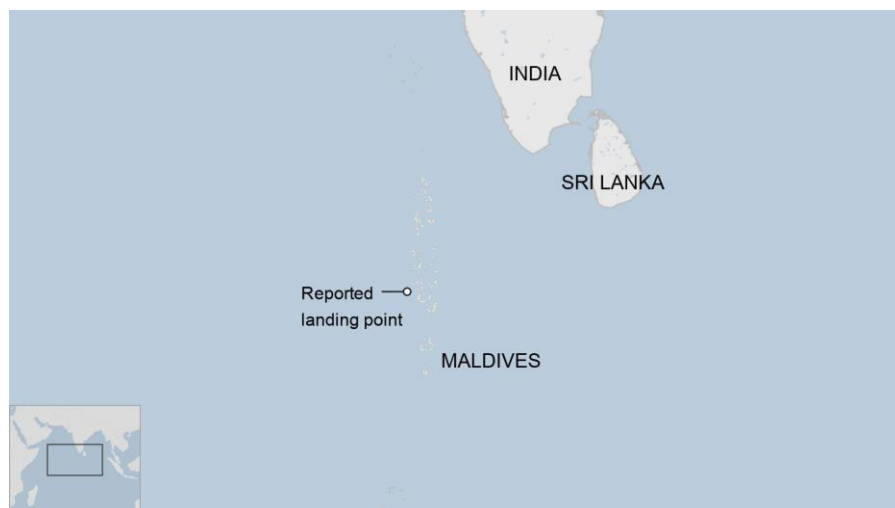 INDIA
SRI LANKA
Reported
landing point
MALDIVES